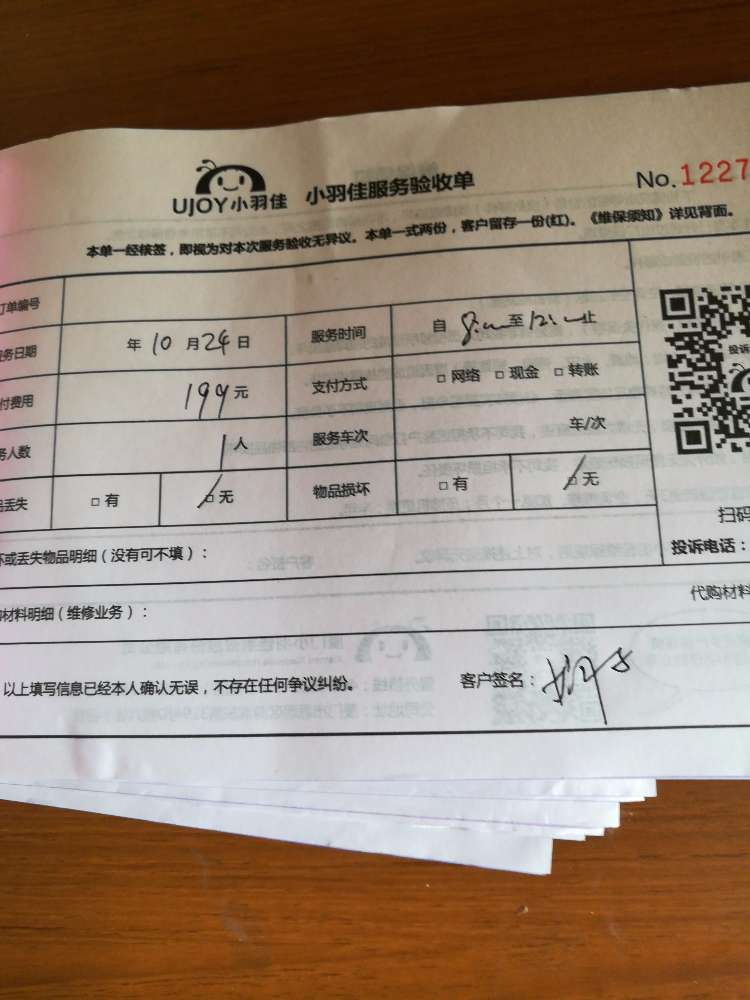 UJOY小羽佳 小羽佳服务验收单 No.1227
本单一经核签，即视为对本次服务验收无异议。本单一式两份，客户留存一份(红)。《维保须知》详见背面。
订单编号
务日期 年 10 月 24 日 服务时间 自 8: 至 12: 止
付费用 199 元 支付方式 □ 网络 □ 现金 □ 转账
务人数 1 人 服务车次 车/次
丢失 □ 有 □ 无 物品损坏 □ 有 □ 无
投诉
扫码
投诉电话：
坏或丢失物品明细（没有可不填）：
材料明细（维修业务）： 代购材料
以上填写信息已经本人确认无误，不存在任何争议纠纷。 客户签名：